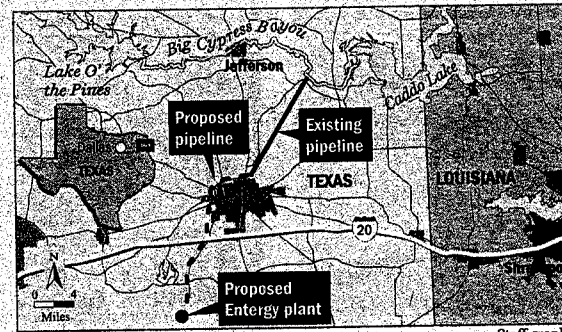 Big Cypress Bayou
Jefferson
Lake O'
the Pines
Caddo Lake
Proposed
pipeline
Existing
pipeline
Dallas
TEXAS
TEXAS
LOUISIANA
20
N
0 4
Miles
Proposed
Entergy plant